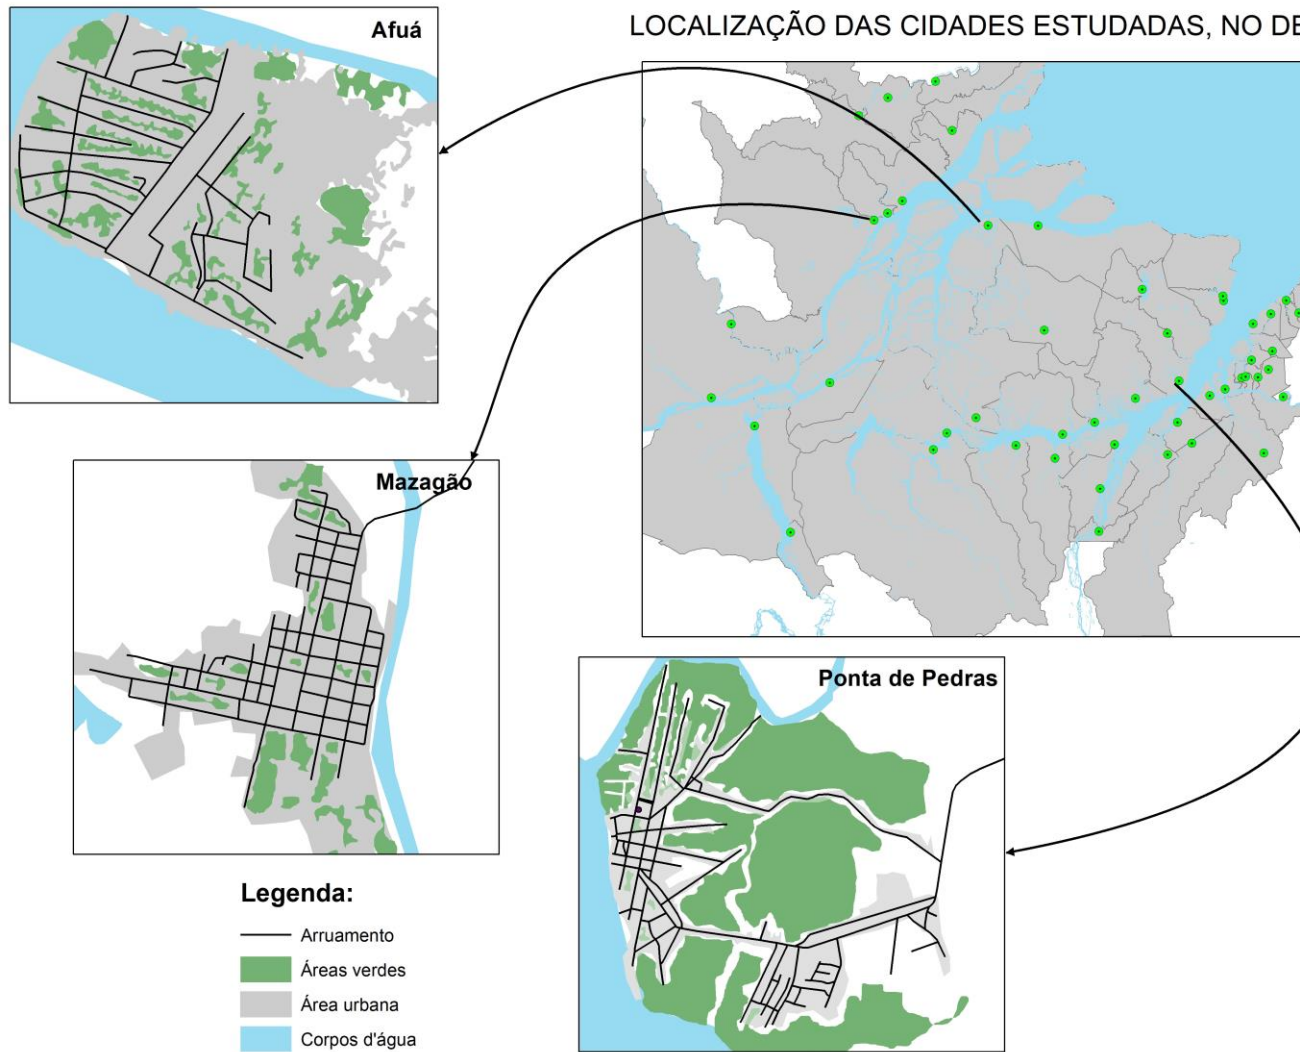 LOCALIZAÇÃO DAS CIDADES ESTUDADAS, NO DE
Afuá
Mazagão
Ponta de Pedras
Legenda:
Arruamento
Áreas verdes
Área urbana
Corpos d'água